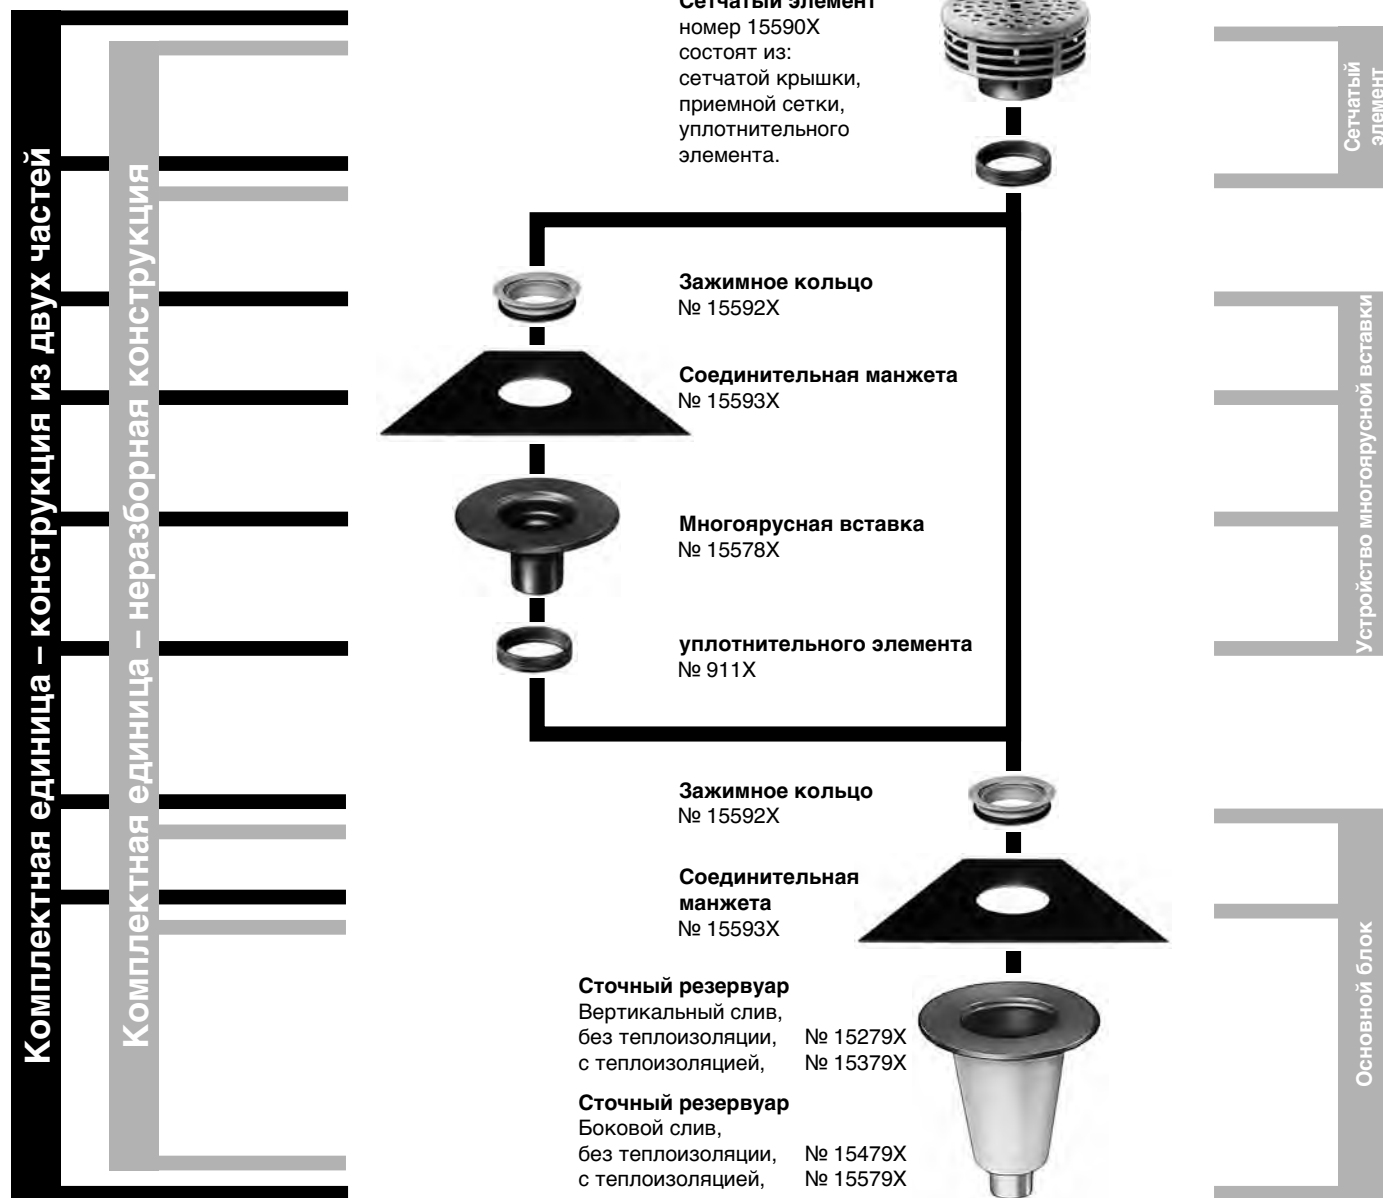 Сетчатый элемент
номер 15590X
состоят из:
сетчатой крышки,
приемной сетки,
уплотнительного
элемента.
Зажимное кольцо
№ 15592X
Соединительная манжета
№ 15593X
Многоярусная вставка
№ 15578X
уплотнительного элемента
№ 911X
Зажимное кольцо
№ 15592X
Соединительная
манжета
№ 15593X
Сточный резервуар
Вертикальный слив,
без теплоизоляции, № 15279X
с теплоизоляцией, № 15379X
Сточный резервуар
Боковой слив,
без теплоизоляции, № 15479X
с теплоизоляцией, № 15579X
Комплектная единица – конструкция из двух частей
Комплектная единица – неразборная конструкция
Сетчатый
элемент
Устройство многоярусной вставки
Основной блок